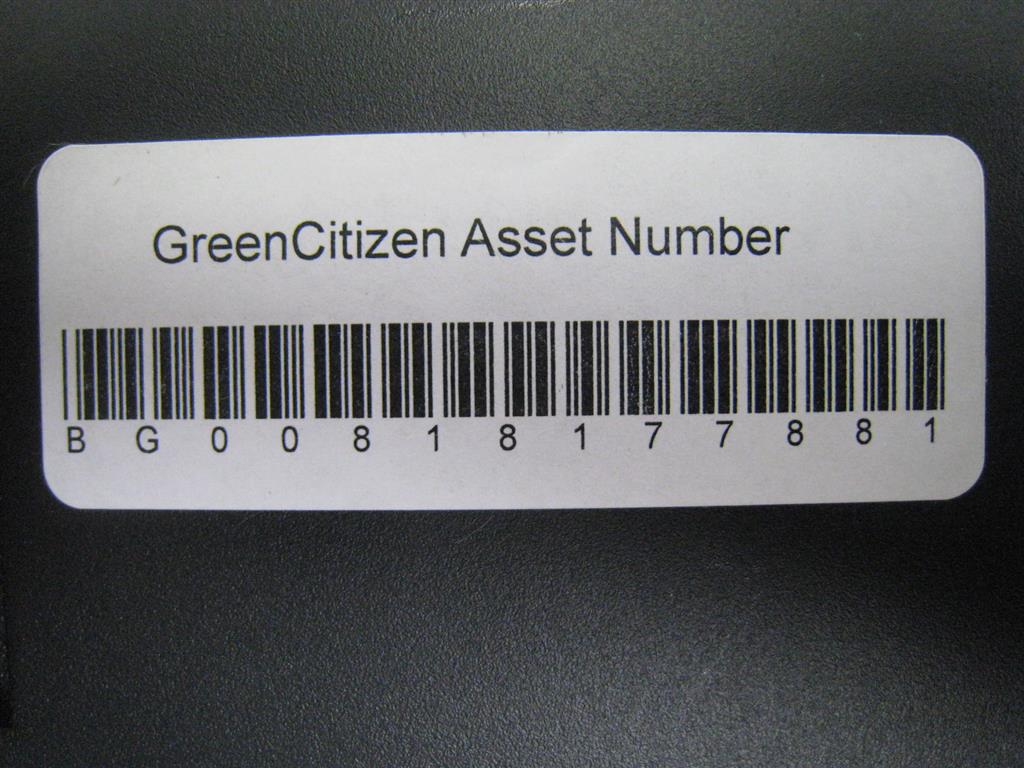 GreenCitizen Asset Number
B G 0 0 8 1 8 1 7 7 8 8 1